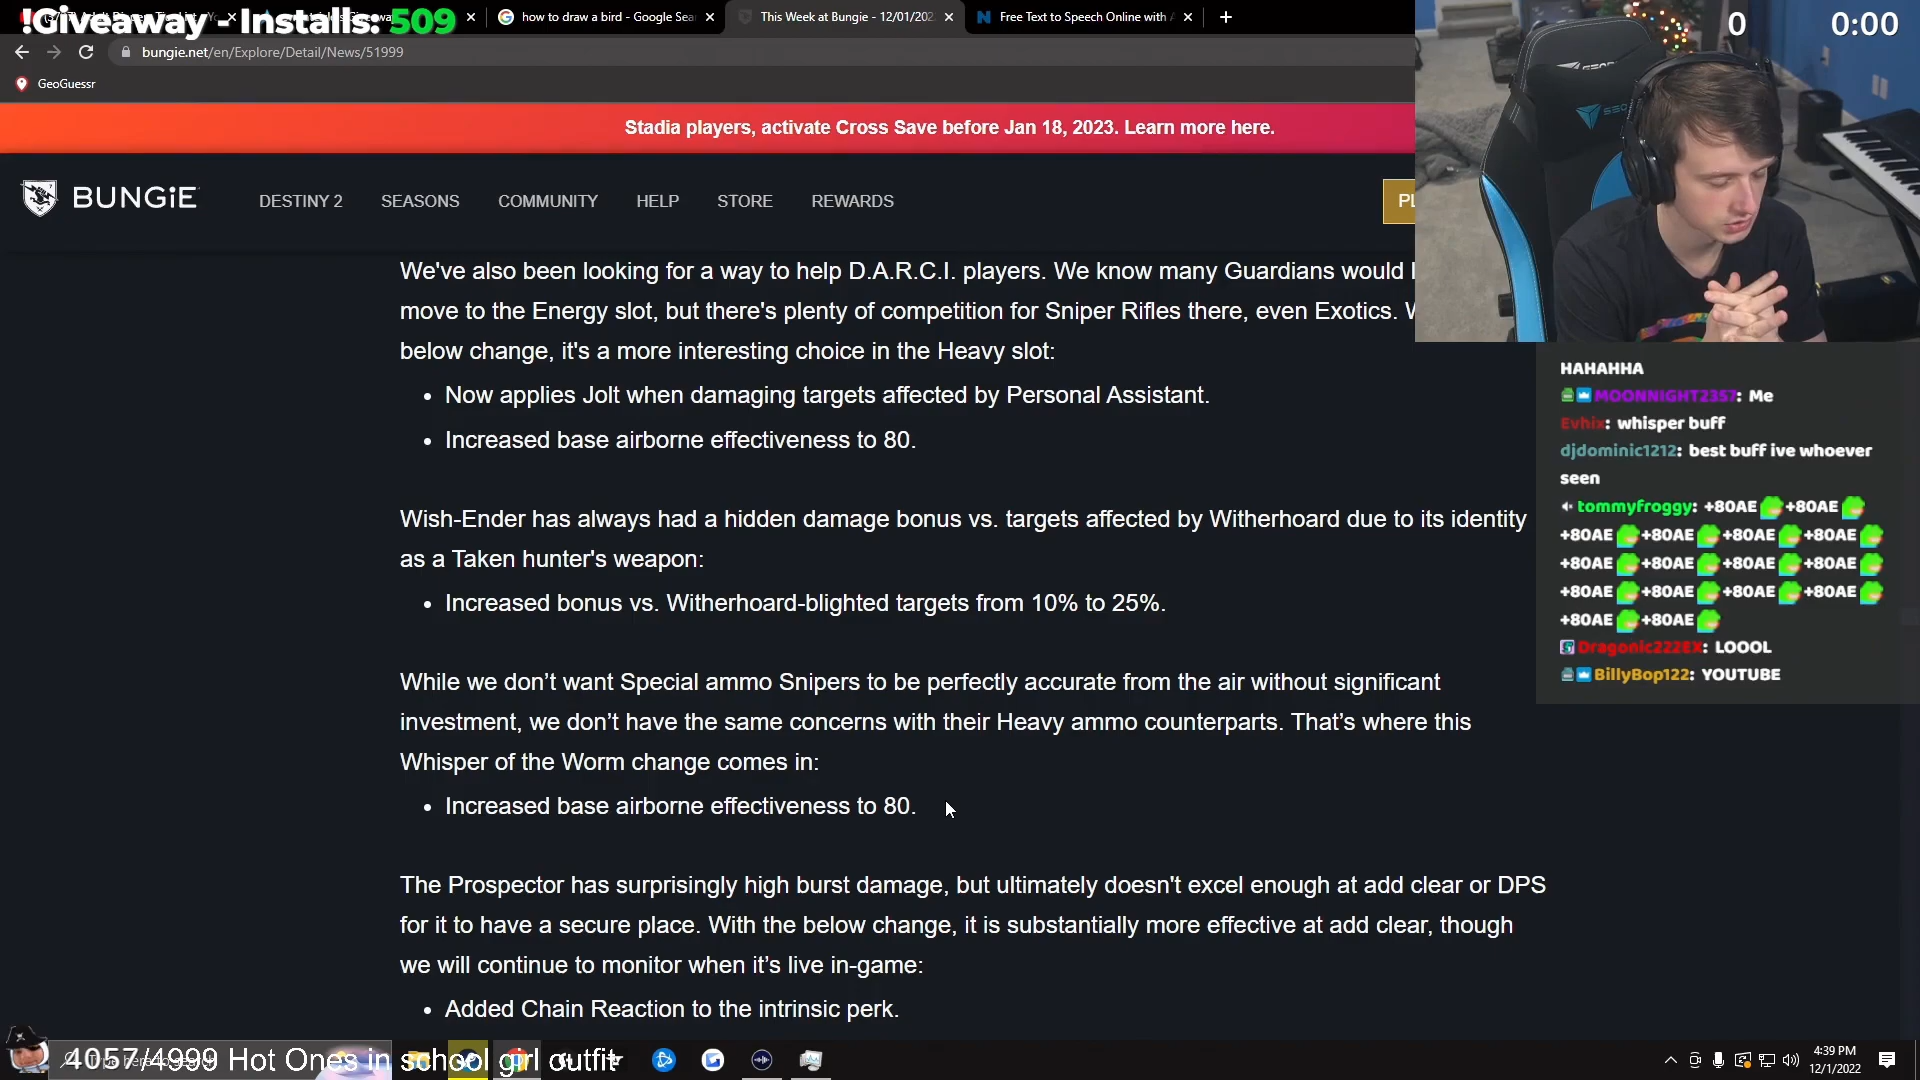 !Giveaway - Installs: 509
how to draw a bird - Google Sea
This Week at Bungie - 12/01/202
Free Text to Speech Online with
0
0:00
bungie.net/en/Explore/Detail/News/51999
GeoGuessr
Stadia players, activate Cross Save before Jan 18, 2023. Learn more here.
BUNGiE
DESTINY 2
SEASONS
COMMUNITY
HELP
STORE
REWARDS
PL
We've also been looking for a way to help D.A.R.C.I. players. We know many Guardians would l
move to the Energy slot, but there's plenty of competition for Sniper Rifles there, even Exotics. W
below change, it's a more interesting choice in the Heavy slot:
• Now applies Jolt when damaging targets affected by Personal Assistant.
• Increased base airborne effectiveness to 80.
Wish-Ender has always had a hidden damage bonus vs. targets affected by Witherhoard due to its identity
as a Taken hunter's weapon:
• Increased bonus vs. Witherhoard-blighted targets from 10% to 25%.
While we don’t want Special ammo Snipers to be perfectly accurate from the air without significant
investment, we don’t have the same concerns with their Heavy ammo counterparts. That’s where this
Whisper of the Worm change comes in:
• Increased base airborne effectiveness to 80.
The Prospector has surprisingly high burst damage, but ultimately doesn't excel enough at add clear or DPS
for it to have a secure place. With the below change, it is substantially more effective at add clear, though
we will continue to monitor when it’s live in-game:
• Added Chain Reaction to the intrinsic perk.
HAHAHHA
MOONNIGHT2357: Me
Evhix: whisper buff
djdominic1212: best buff ive whoever
seen
tommyfroggy: +80AE +80AE
+80AE +80AE +80AE +80AE
+80AE +80AE +80AE +80AE
+80AE +80AE +80AE +80AE
+80AE +80AE
Dragonic222EX: LOOOL
BillyBop122: YOUTUBE
4057/4999 Hot Ones in school girl outfit
4:39 PM
12/1/2022